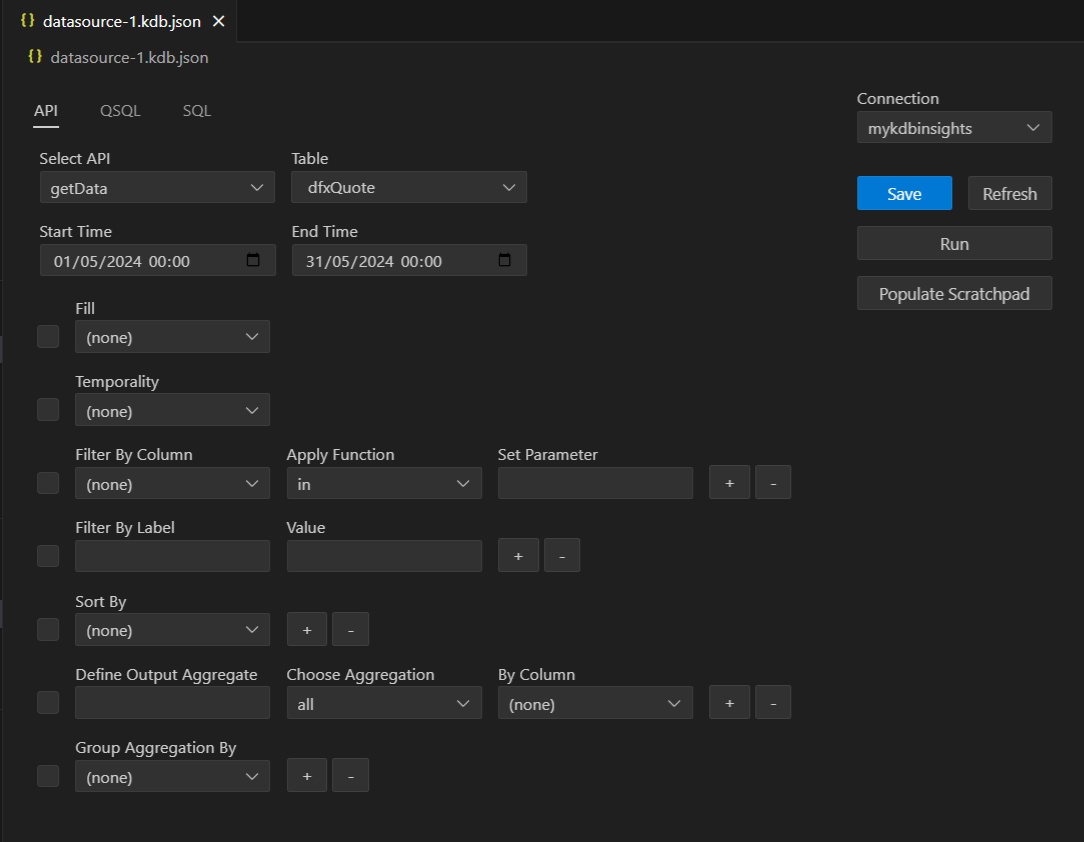 {} datasource-1.kdb.json ×
{} datasource-1.kdb.json
API QSQL SQL
Connection
mykdbinsights
Select API Table
getData dfxQuote
Save Refresh
Start Time End Time
01/05/2024 00:00 31/05/2024 00:00
Run
Populate Scratchpad
Fill
(none)
Temporality
(none)
Filter By Column Apply Function Set Parameter
(none) in + -
Filter By Label Value
+ -
Sort By
(none) + -
Define Output Aggregate Choose Aggregation By Column
all (none) + -
Group Aggregation By
(none) + -